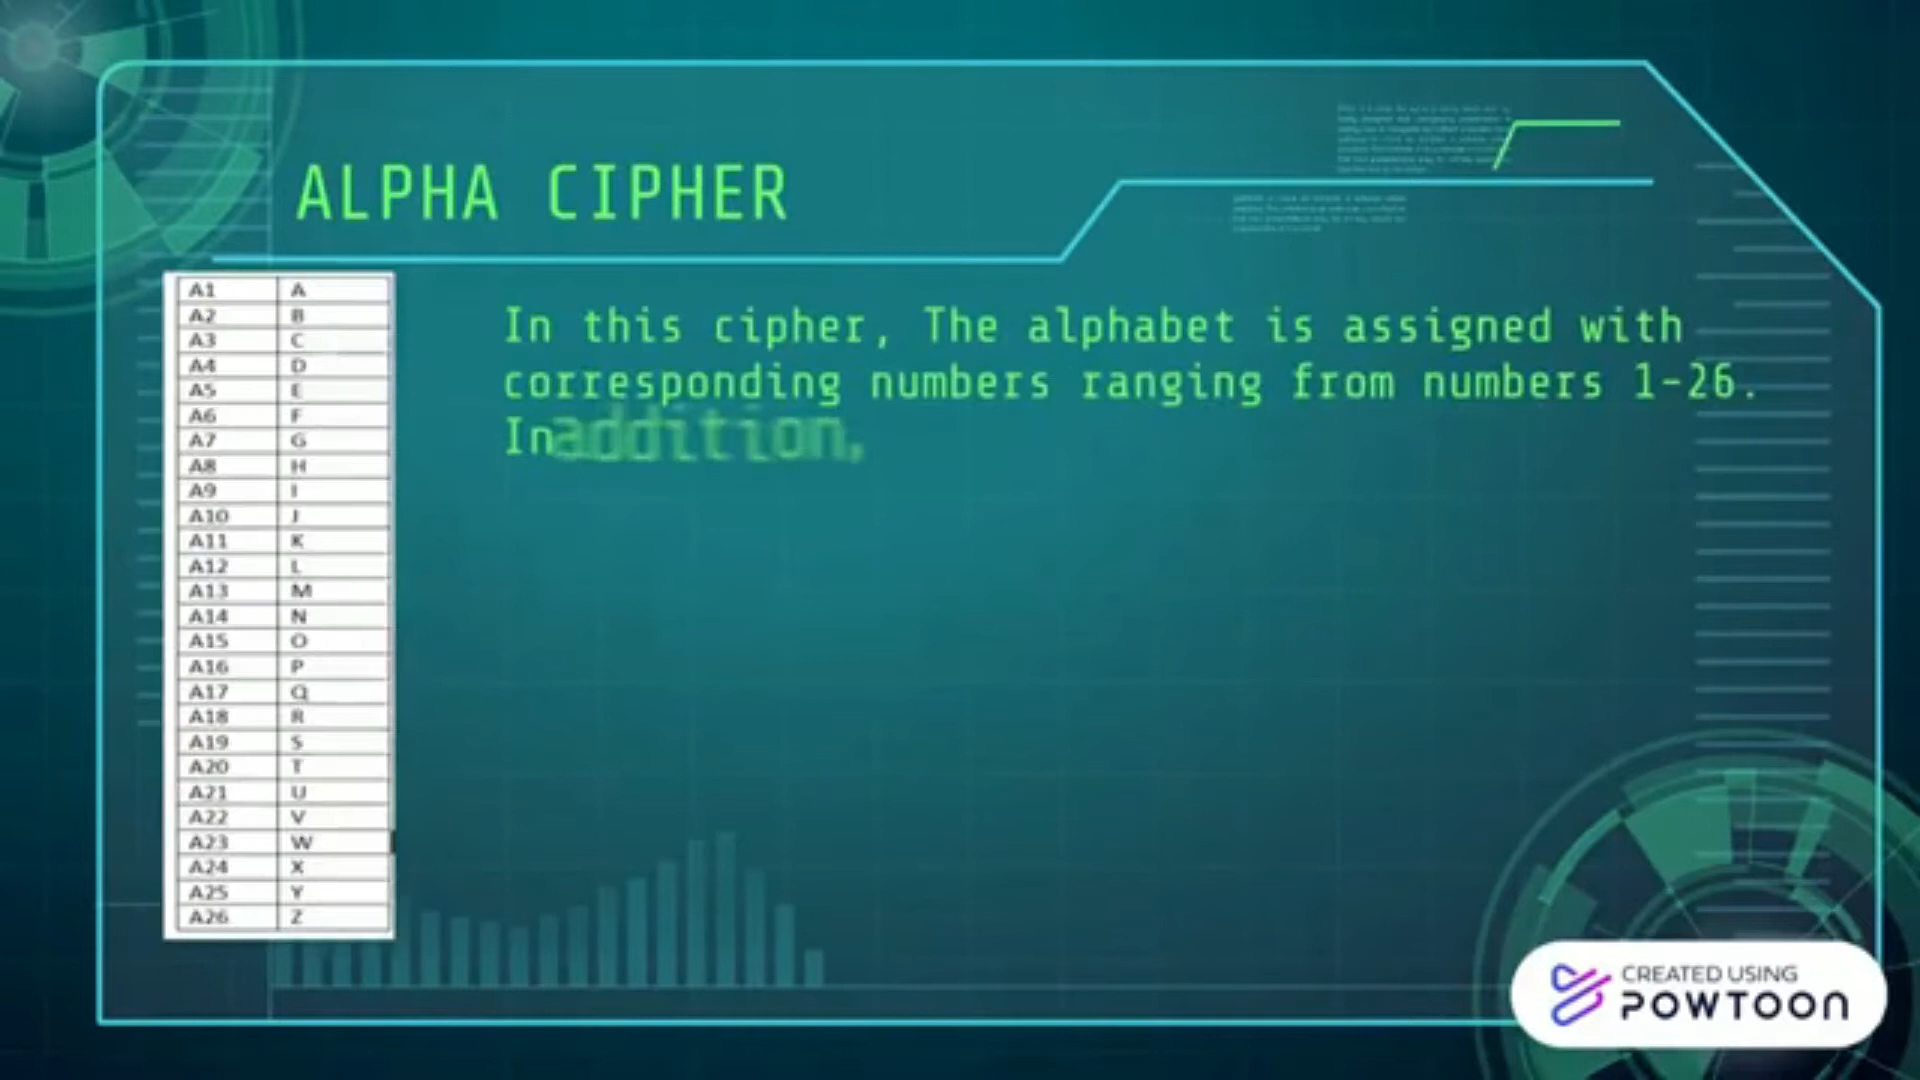 ALPHA CIPHER
A1 A
A2 B
A3 C
A4 D
A5 E
A6 F
A7 G
A8 H
A9 I
A10 J
A11 K
A12 L
A13 M
A14 N
A15 O
A16 P
A17 Q
A18 R
A19 S
A20 T
A21 U
A22 V
A23 W
A24 X
A25 Y
A26 Z
In this cipher, The alphabet is assigned with
corresponding numbers ranging from numbers 1-26.
In addition,
CREATED USING
POWTOON